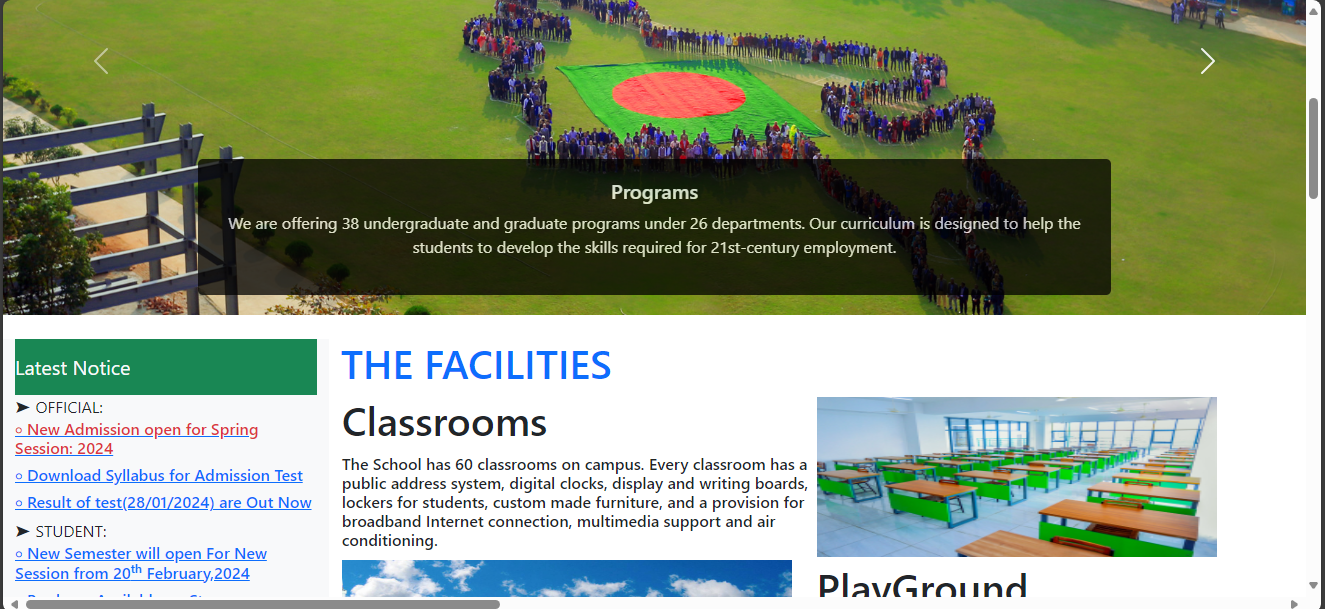 Programs
We are offering 38 undergraduate and graduate programs under 26 departments. Our curriculum is designed to help the
students to develop the skills required for 21st-century employment.
Latest Notice
➤ OFFICIAL:
○ New Admission open for Spring
Session: 2024
○ Download Syllabus for Admission Test
○ Result of test(28/01/2024) are Out Now
➤ STUDENT:
○ New Semester will open For New
Session from 20th February,2024
THE FACILITIES
Classrooms
The School has 60 classrooms on campus. Every classroom has a
public address system, digital clocks, display and writing boards,
lockers for students, custom made furniture, and a provision for
broadband Internet connection, multimedia support and air
conditioning.
PlayGround